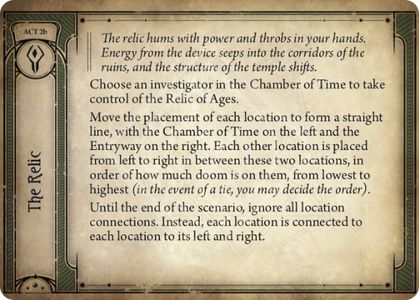 ACT 2b
The Relic
The relic hums with power and throbs in your hands.
Energy from the device seeps into the corridors of the
ruins, and the structure of the temple shifts.
Choose an investigator in the Chamber of Time to take
control of the Relic of Ages.
Move the placement of each location to form a straight
line, with the Chamber of Time on the left and the
Entryway on the right. Each other location is placed
from left to right in between these two locations, in
order of how much doom is on them, from lowest to
highest (in the event of a tie, you may decide the order).
Until the end of the scenario, ignore all location
connections. Instead, each location is connected to
each location to its left and right.